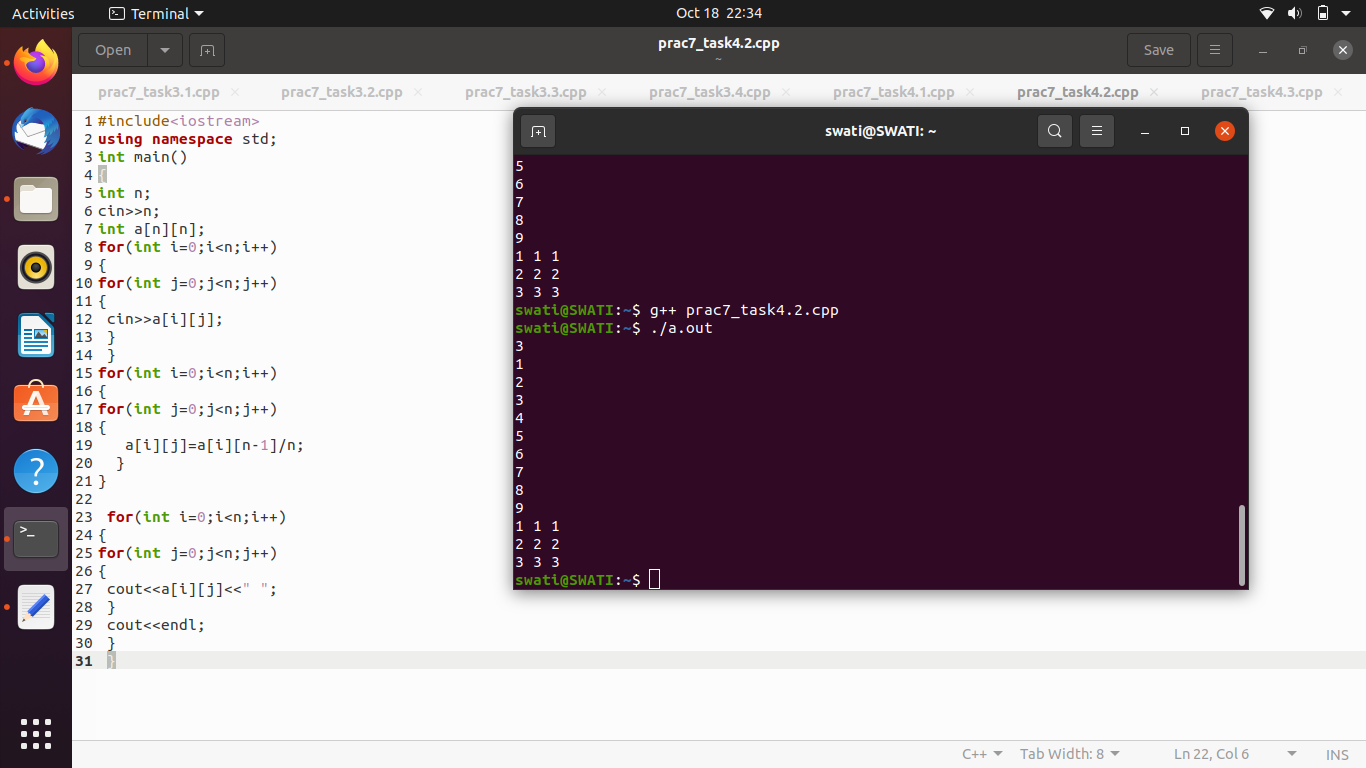 Activities Terminal Oct 18 22:34
Open prac7_task4.2.cpp Save
~
prac7_task3.1.cpp × prac7_task3.2.cpp × prac7_task3.3.cpp × prac7_task3.4.cpp × prac7_task4.1.cpp × prac7_task4.2.cpp × prac7_task4.3.cpp ×
1 #include<iostream>
2 using namespace std;
3 int main()
4 {
5 int n;
6 cin>>n;
7 int a[n][n];
8 for(int i=0;i<n;i++)
9 {
10 for(int j=0;j<n;j++)
11 {
12  cin>>a[i][j];
13  }
14  }
15 for(int i=0;i<n;i++)
16 {
17 for(int j=0;j<n;j++)
18 {
19    a[i][j]=a[i][n-1]/n;
20   }
21 }
22
23  for(int i=0;i<n;i++)
24 {
25 for(int j=0;j<n;j++)
26 {
27  cout<<a[i][j]<<" ";
28  }
29  cout<<endl;
30  }
31  }
swati@SWATI: ~
5
6
7
8
9
1 1 1
2 2 2
3 3 3
swati@SWATI:~$ g++ prac7_task4.2.cpp
swati@SWATI:~$ ./a.out
3
1
2
3
4
5
6
7
8
9
1 1 1
2 2 2
3 3 3
swati@SWATI:~$
C++ Tab Width: 8 Ln 22, Col 6 INS